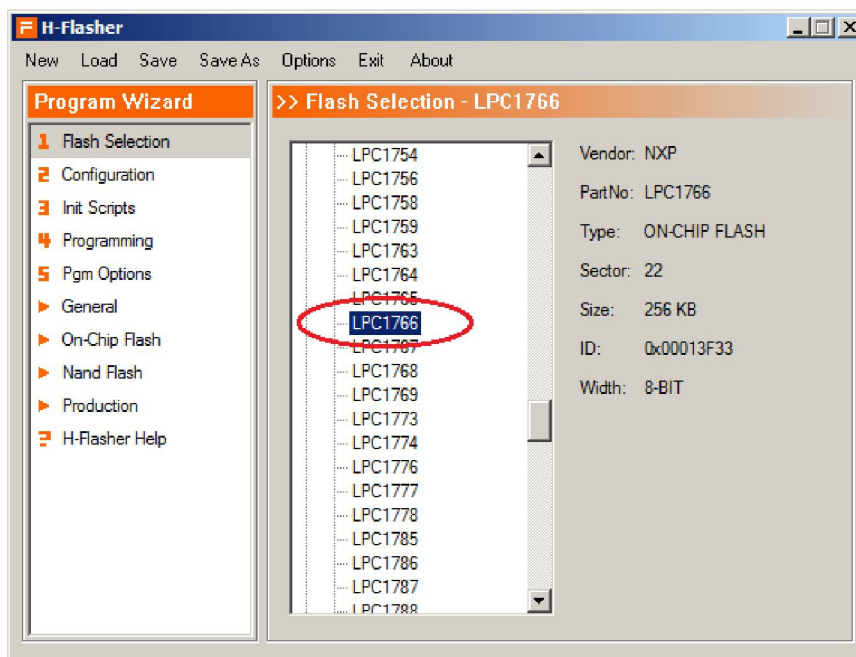 H-Flasher
New Load Save Save As Options Exit About
Program Wizard
1 Flash Selection
2 Configuration
3 Init Scripts
4 Programming
5 Pgm Options
General
On-Chip Flash
Nand Flash
Production
? H-Flasher Help
>> Flash Selection - LPC1766
LPC1754
LPC1756
LPC1758
LPC1759
LPC1763
LPC1764
LPC1765
LPC1766
LPC1767
LPC1768
LPC1769
LPC1773
LPC1774
LPC1776
LPC1777
LPC1778
LPC1785
LPC1786
LPC1787
LPC1788
Vendor: NXP
PartNo: LPC1766
Type: ON-CHIP FLASH
Sector: 22
Size: 256 KB
ID: 0x00013F33
Width: 8-BIT